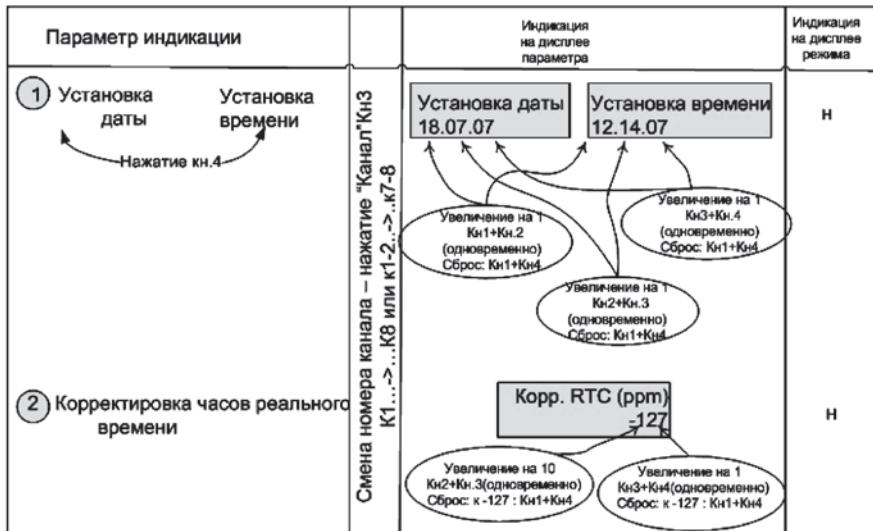 Параметр индикации
Индикация
на дисплее
параметра
Индикация
на дисплее
режима
1 Установка
даты
Установка
времени
Нажатие кн.4
Смена номера канала – нажатие "Канал"Кн3
К1...->...К8 или к1-2..->..к7-8
Установка даты
18.07.07
Установка времени
12.14.07
Н
Увеличение на 1
Кн1+Кн.2
(одновременно)
Сброс: Кн1+Кн4
Увеличение на 1
Кн3+Кн.4
(одновременно)
Сброс: Кн1+Кн4
Увеличение на 1
Кн2+Кн.3
(одновременно)
Сброс: Кн1+Кн4
2 Корректировка часов реального
времени
Корр. RTC (ppm)
-127
Н
Увеличение на 10
Кн2+Кн.3(одновременно)
Сброс: к -127 : Кн1+Кн4
Увеличение на 1
Кн3+Кн4(одновременно)
Сброс: к -127 : Кн1+Кн4